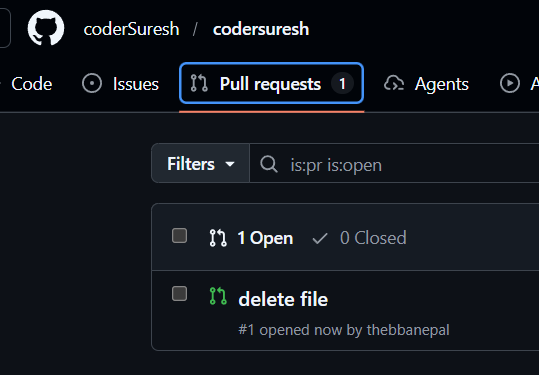 coderSuresh / codersuresh
Code Issues Pull requests 1 Agents
Filters is:pr is:open
1 Open 0 Closed
delete file
#1 opened now by thebbanepal